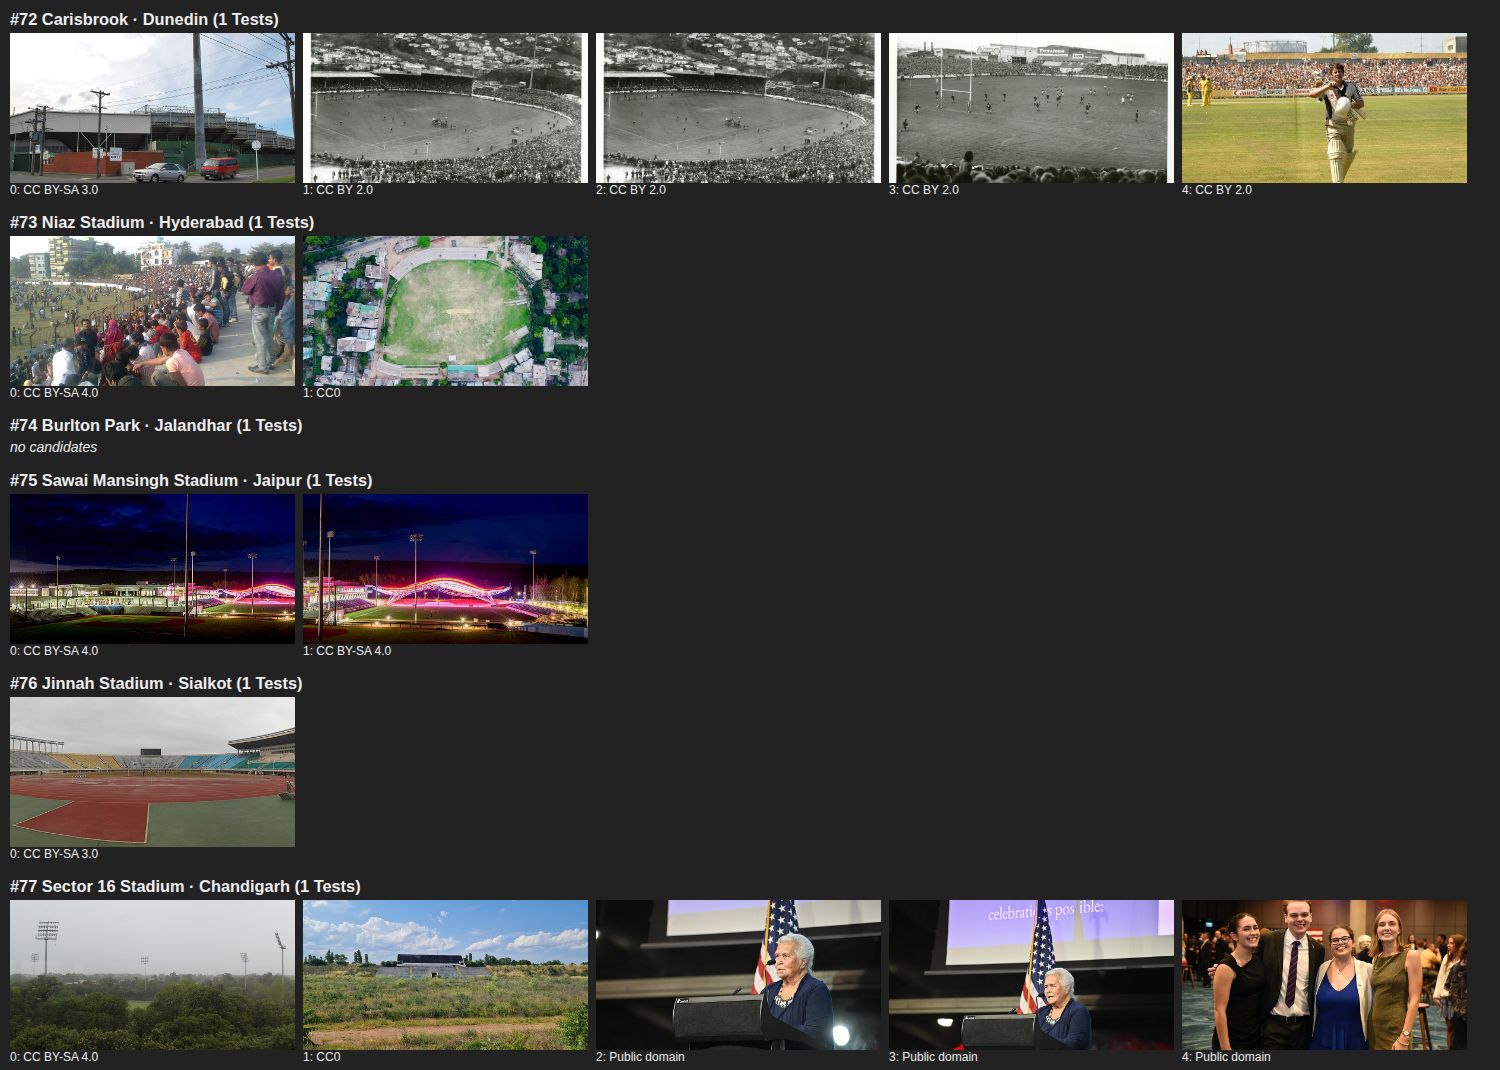 #72 Carisbrook · Dunedin (1 Tests)
0: CC BY-SA 3.0
1: CC BY 2.0
2: CC BY 2.0
3: CC BY 2.0
4: CC BY 2.0
#73 Niaz Stadium · Hyderabad (1 Tests)
0: CC BY-SA 4.0
1: CC0
#74 Burlton Park · Jalandhar (1 Tests)
no candidates
#75 Sawai Mansingh Stadium · Jaipur (1 Tests)
0: CC BY-SA 4.0
1: CC BY-SA 4.0
#76 Jinnah Stadium · Sialkot (1 Tests)
0: CC BY-SA 3.0
#77 Sector 16 Stadium · Chandigarh (1 Tests)
celebrati
0: CC BY-SA 4.0
1: CC0
2: Public domain
3: Public domain
4: Public domain